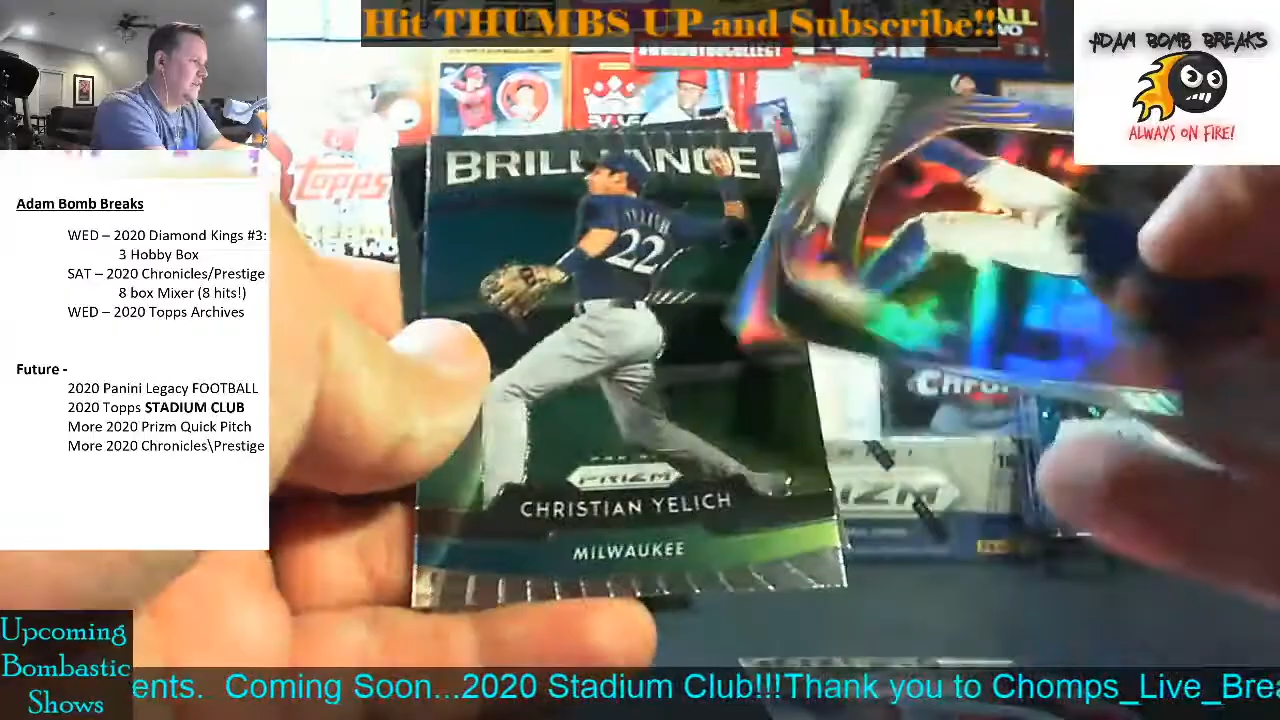 Hit THUMBS UP and Subscribe!!
ADAM BOMB BREAKS
ALWAYS ON FIRE!
Topps
BRILLIANCE
YELICH
22
PRIZM
CHRISTIAN YELICH
MILWAUKEE
Adam Bomb Breaks
WED – 2020 Diamond Kings #3:
3 Hobby Box
SAT – 2020 Chronicles/Prestige
8 box Mixer (8 hits!)
WED – 2020 Topps Archives
Future -
2020 Panini Legacy FOOTBALL
2020 Topps STADIUM CLUB
More 2020 Prizm Quick Pitch
More 2020 Chronicles\Prestige
Upcoming
Bombastic
Shows
ents. Coming Soon...2020 Stadium Club!!!Thank you to Chomps_Live_Brea